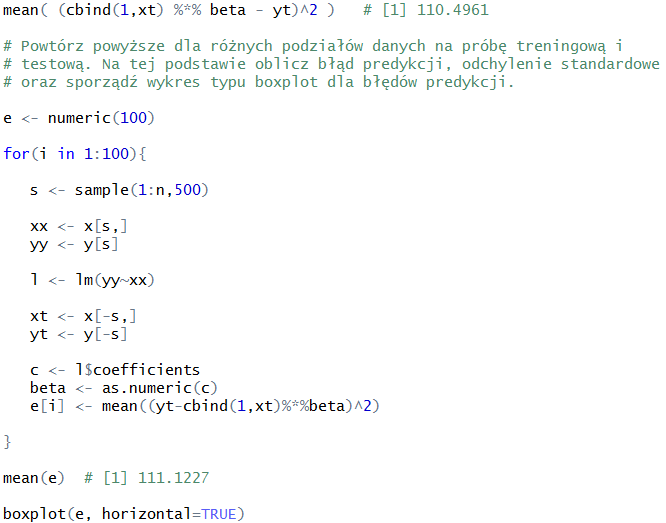 mean( (cbind(1,xt) %*% beta - yt)^2 )   # [1] 110.4961
# Powtórz powyższe dla różnych podziałów danych na próbę treningową i
# testową. Na tej podstawie oblicz błąd predykcji, odchylenie standardowe
# oraz sporządź wykres typu boxplot dla błędów predykcji.
e <- numeric(100)
for(i in 1:100){
s <- sample(1:n,500)
xx <- x[s,]
yy <- y[s]
l <- lm(yy~xx)
xt <- x[-s,]
yt <- y[-s]
c <- l$coefficients
beta <- as.numeric(c)
e[i] <- mean((yt-cbind(1,xt)%*%beta)^2)
}
mean(e)  # [1] 111.1227
boxplot(e, horizontal=TRUE)